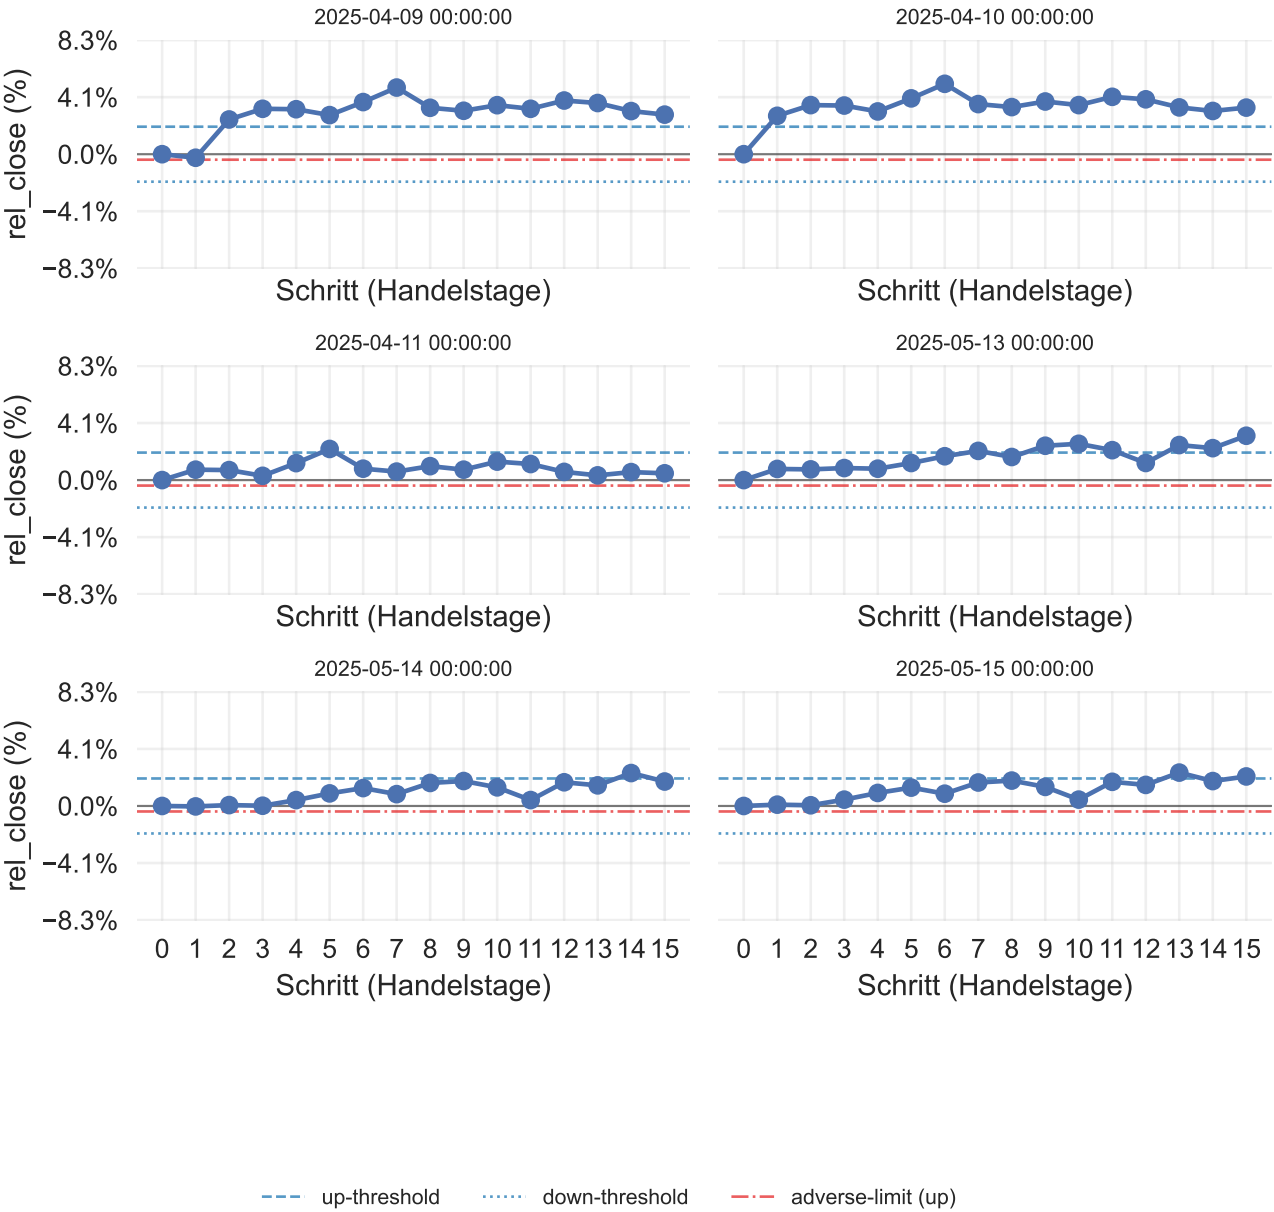 2025-04-09 00:00:00
2025-04-10 00:00:00
8.3%
4.1%
0.0%
−4.1%
−8.3%
rel_close (%)
Schritt (Handelstage)
Schritt (Handelstage)
2025-04-11 00:00:00
2025-05-13 00:00:00
8.3%
4.1%
0.0%
−4.1%
−8.3%
rel_close (%)
Schritt (Handelstage)
Schritt (Handelstage)
2025-05-14 00:00:00
2025-05-15 00:00:00
8.3%
4.1%
0.0%
−4.1%
−8.3%
rel_close (%)
0 1 2 3 4 5 6 7 8 9 10 11 12 13 14 15
0 1 2 3 4 5 6 7 8 9 10 11 12 13 14 15
Schritt (Handelstage)
Schritt (Handelstage)
up-threshold down-threshold adverse-limit (up)